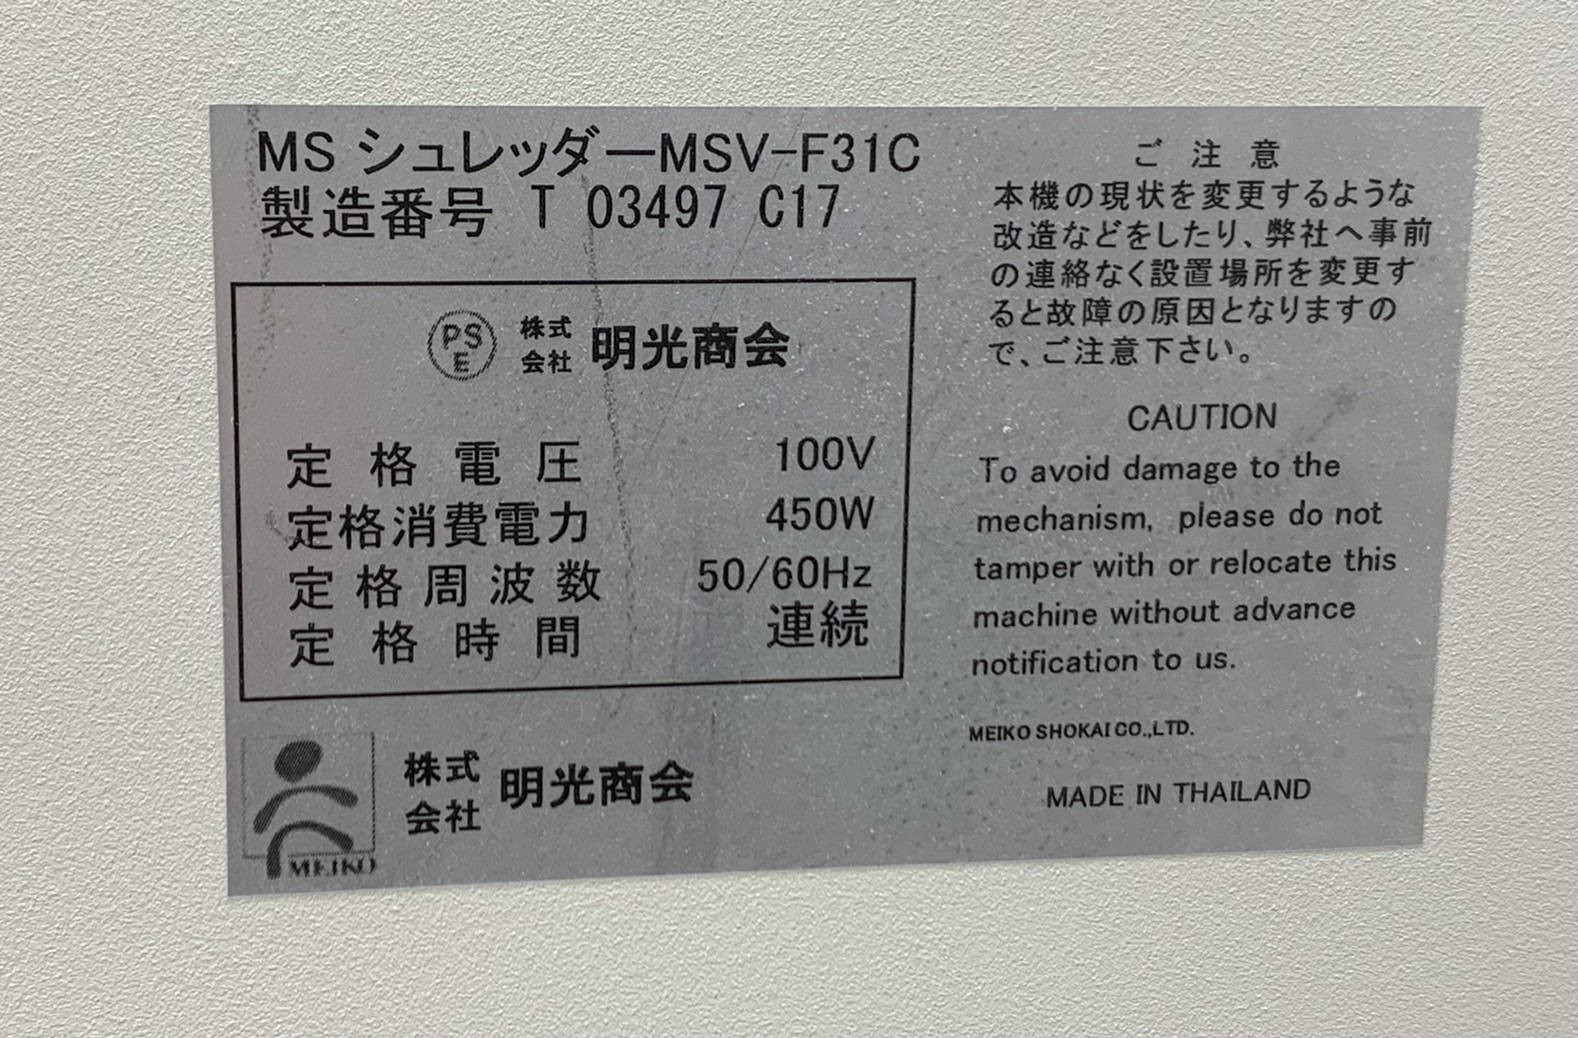 MS シュレッダーMSV-F31C
製造番号 T 03497 C17
PS
E
株式
会社 明光商会
定格電圧 100V
定格消費電力 450W
定格周波数 50/60Hz
定格時間 連続
MEIKO
株式
会社 明光商会
ご注意
本機の現状を変更するような
改造などをしたり、弊社へ事前
の連絡なく設置場所を変更す
ると故障の原因となりますの
で、ご注意下さい。
CAUTION
To avoid damage to the
mechanism, please do not
tamper with or relocate this
machine without advance
notification to us.
MEIKO SHOKAI CO.,LTD.
MADE IN THAILAND